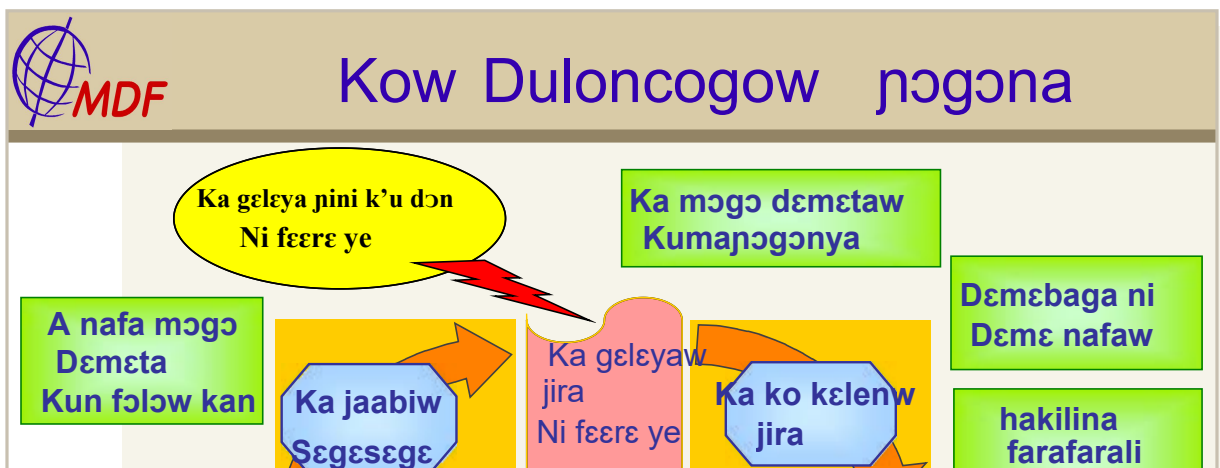 MDF
Kow Duloncogow ɲɔgɔna
Ka gɛlɛya ɲini k’u dɔn
Ni fɛɛrɛ ye
Ka mɔgɔ dɛmɛtaw
Kumaɲɔgɔnya
Dɛmɛbaga ni
Dɛmɛ nafaw
A nafa mɔgɔ
Dɛmɛta
Kun fɔlɔw kan
Ka jaabiw
Sɛgɛsɛgɛ
Ka gɛlɛyaw
jira
Ni fɛɛrɛ ye
Ka ko kɛlenw
jira
hakilina
farafarali